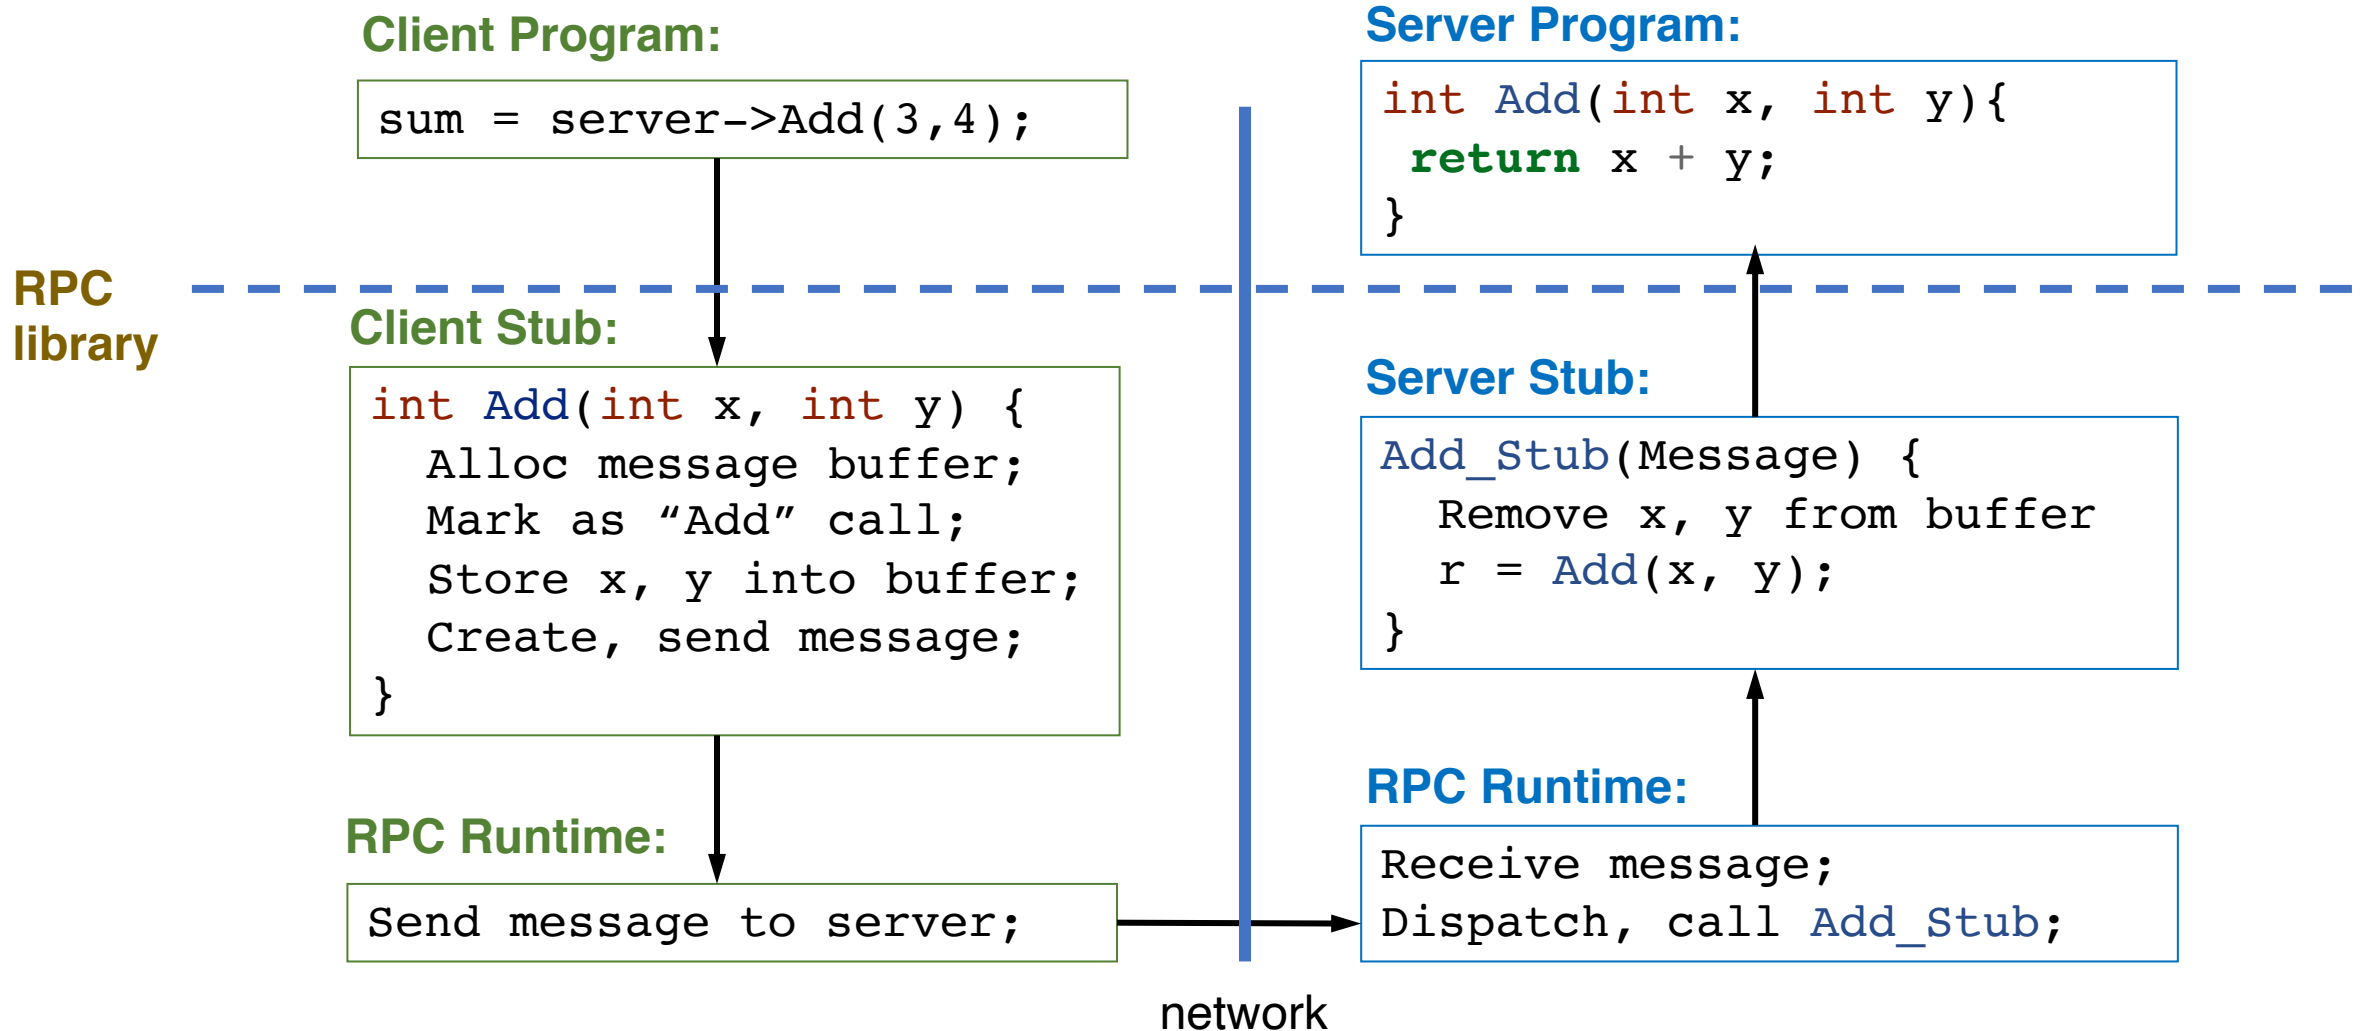 Client Program:
sum = server->Add(3,4);
RPC
library
Client Stub:
int Add(int x, int y) {
  Alloc message buffer;
  Mark as “Add” call;
  Store x, y into buffer;
  Create, send message;
}
RPC Runtime:
Send message to server;
network
Server Program:
int Add(int x, int y){
 return x + y;
}
Server Stub:
Add_Stub(Message) {
  Remove x, y from buffer
  r = Add(x, y);
}
RPC Runtime:
Receive message;
Dispatch, call Add_Stub;